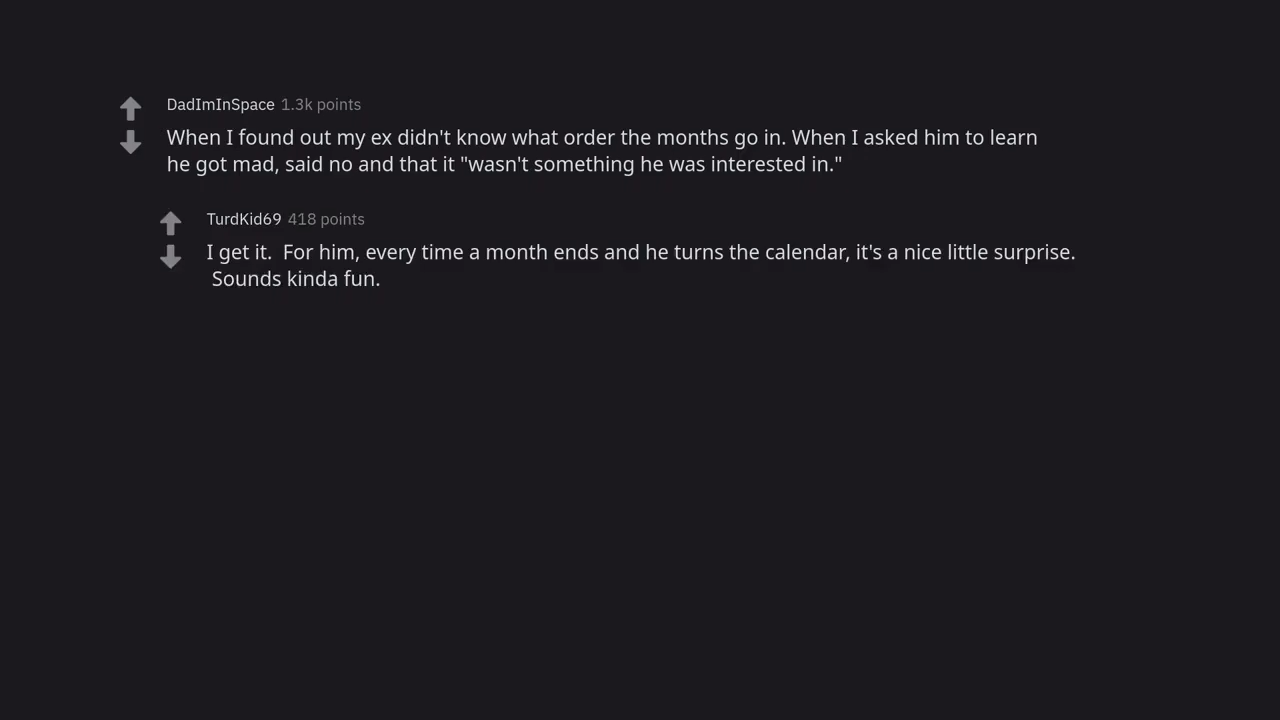 DadImInSpace 1.3k points
When I found out my ex didn't know what order the months go in. When I asked him to learn
he got mad, said no and that it "wasn't something he was interested in."
TurdKid69 418 points
I get it.  For him, every time a month ends and he turns the calendar, it's a nice little surprise.
Sounds kinda fun.